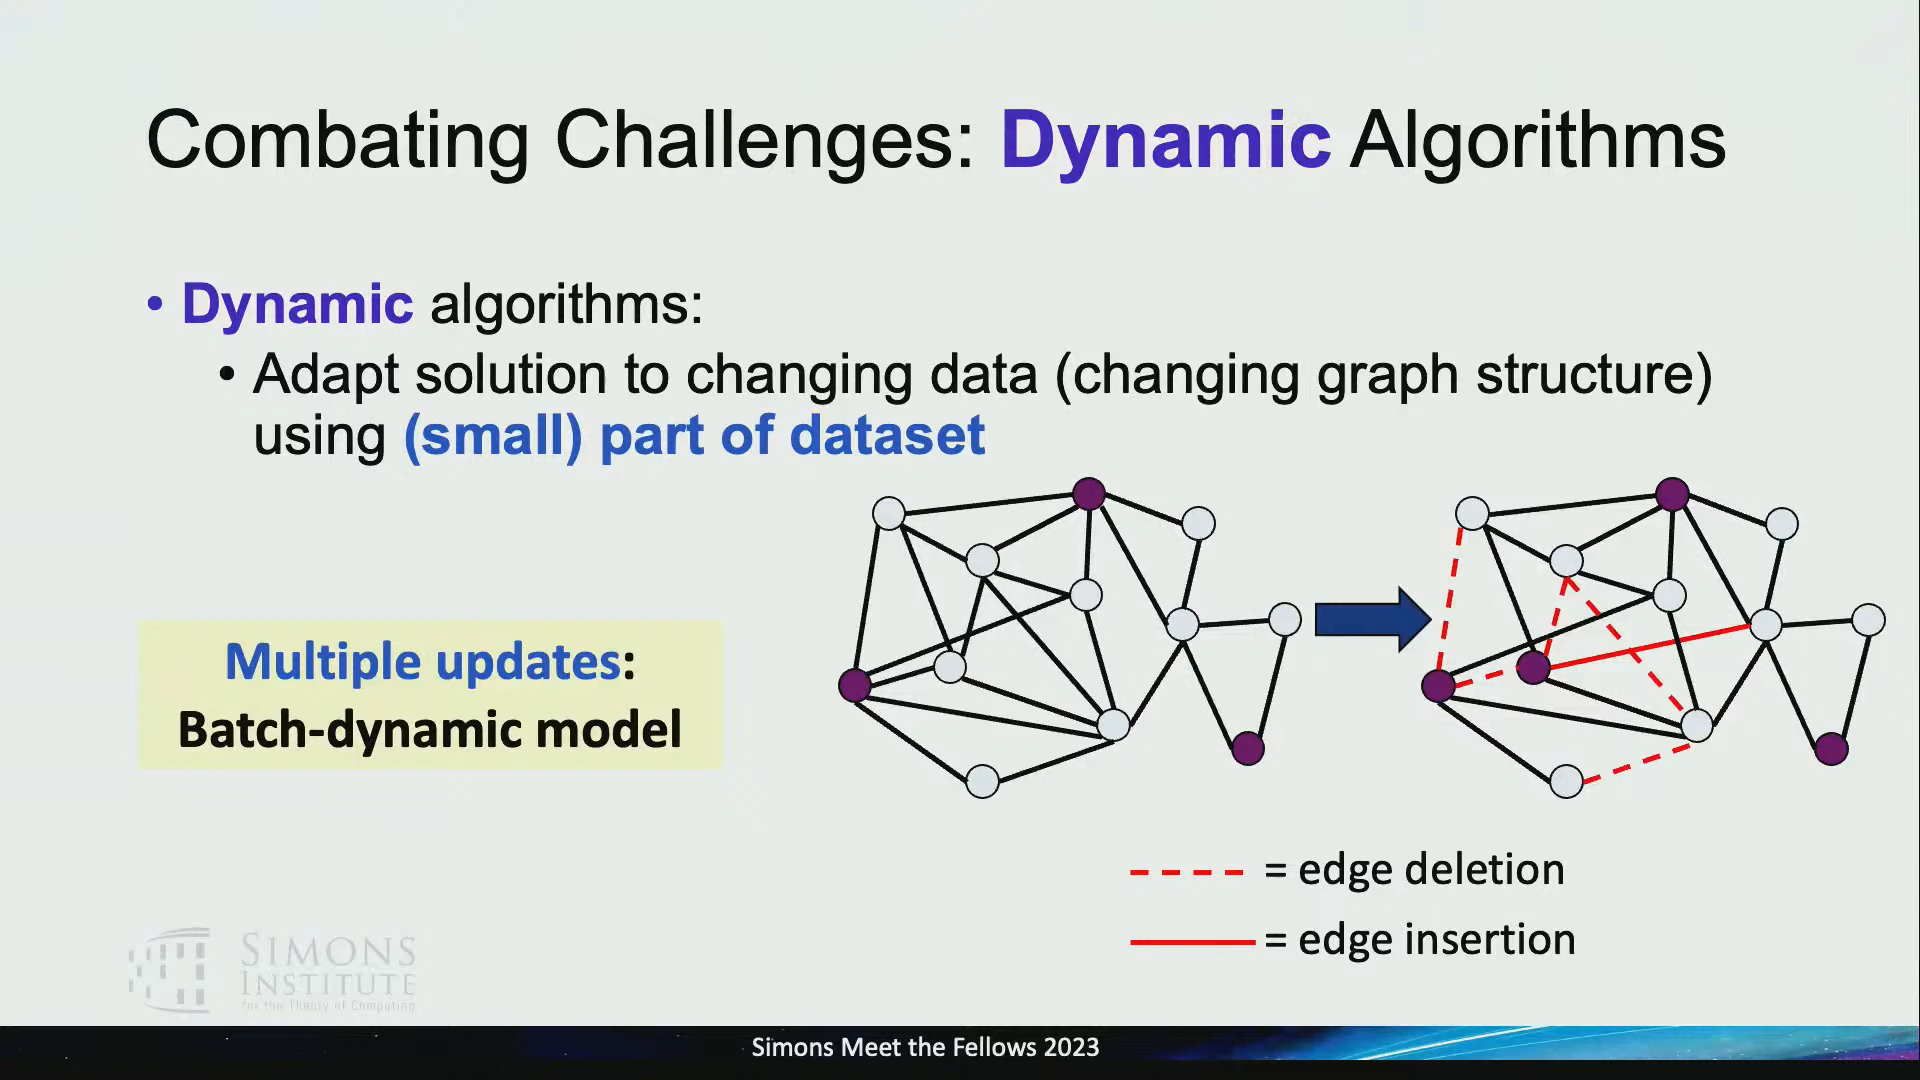 Combating Challenges: Dynamic Algorithms
• Dynamic algorithms:
• Adapt solution to changing data (changing graph structure)
using (small) part of dataset
Multiple updates:
Batch-dynamic model
= edge deletion
= edge insertion
SIMONS
INSTITUTE
for the Theory of Computing
Simons Meet the Fellows 2023